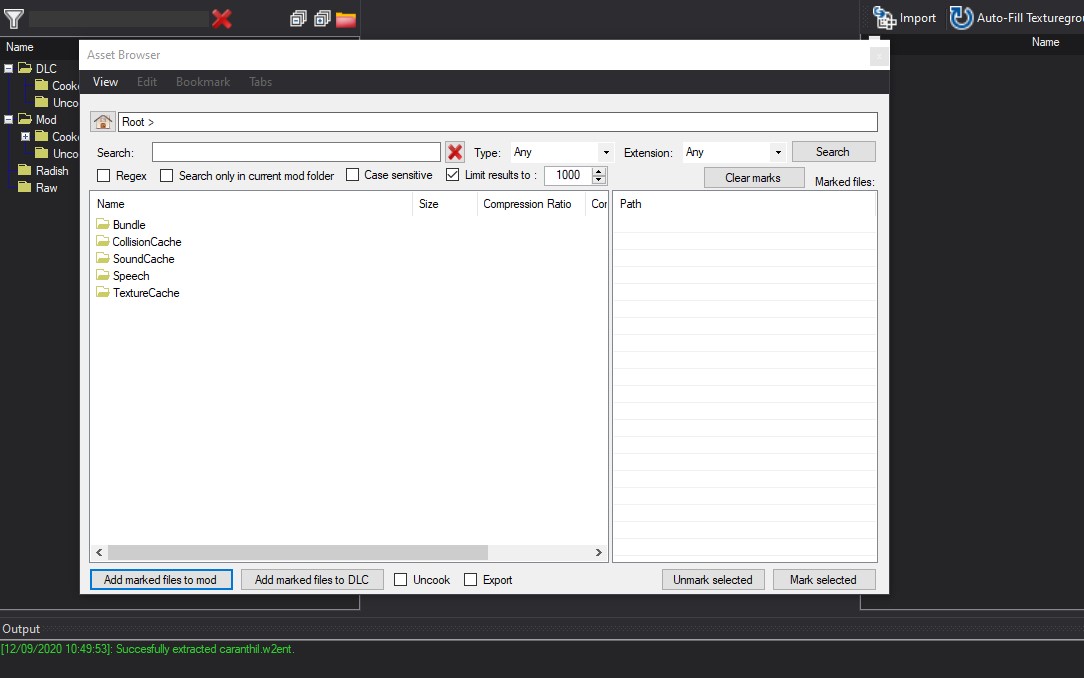 Import Auto-Fill Texturegro
Name
Name
DLC
Cook
Unco
Mod
Cook
Unco
Radish
Raw
Asset Browser
View Edit Bookmark Tabs
Root >
Search: Type: Any Extension: Any Search
Regex Search only in current mod folder Case sensitive Limit results to : 1000 Clear marks Marked files:
Name Size Compression Ratio Cor Path
Bundle
CollisionCache
SoundCache
Speech
TextureCache
Add marked files to mod Add marked files to DLC Uncook Export Unmark selected Mark selected
Output
[12/09/2020 10:49:53]: Succesfully extracted caranthil.w2ent.